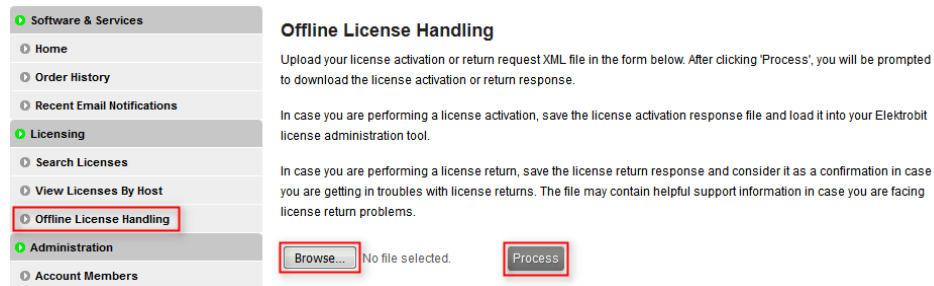 Software & Services
Home
Order History
Recent Email Notifications
Licensing
Search Licenses
View Licenses By Host
Offline License Handling
Administration
Account Members
Offline License Handling
Upload your license activation or return request XML file in the form below. After clicking 'Process', you will be prompted
to download the license activation or return response.
In case you are performing a license activation, save the license activation response file and load it into your Elektrobit
license administration tool.
In case you are performing a license return, save the license return response and consider it as a confirmation in case
you are getting in troubles with license returns. The file may contain helpful support information in case you are facing
license return problems.
Browse... No file selected. Process